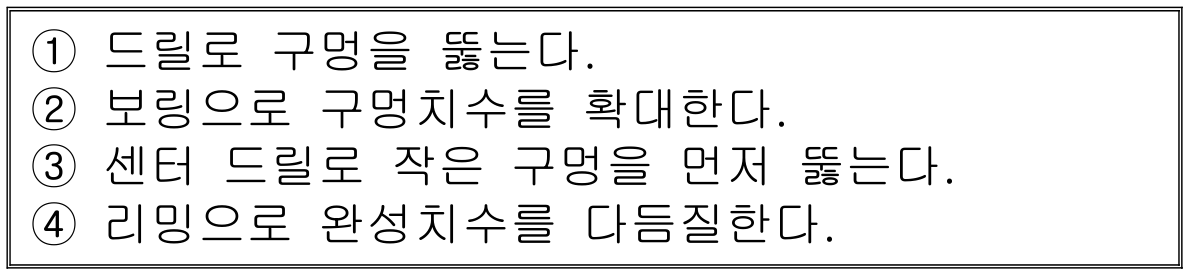 ① 드릴로 구멍을 뚫는다.
② 보링으로 구멍치수를 확대한다.
③ 센터 드릴로 작은 구멍을 먼저 뚫는다.
④ 리밍으로 완성치수를 다듬질한다.